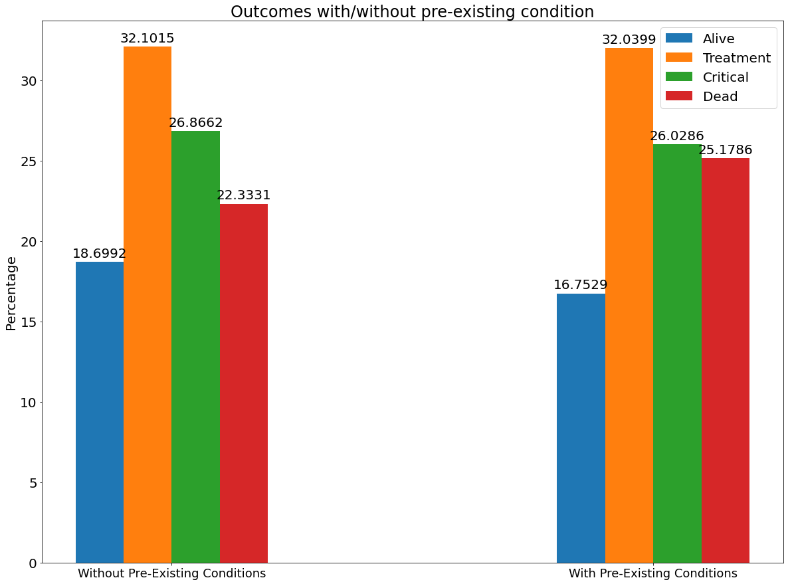 Outcomes with/without pre-existing condition
32.1015
32.0399
Alive
Treatment
Critical
Dead
26.8662
26.0286
25.1786
22.3331
18.6992
16.7529
Percentage
30
25
20
15
10
5
0
Without Pre-Existing Conditions
With Pre-Existing Conditions